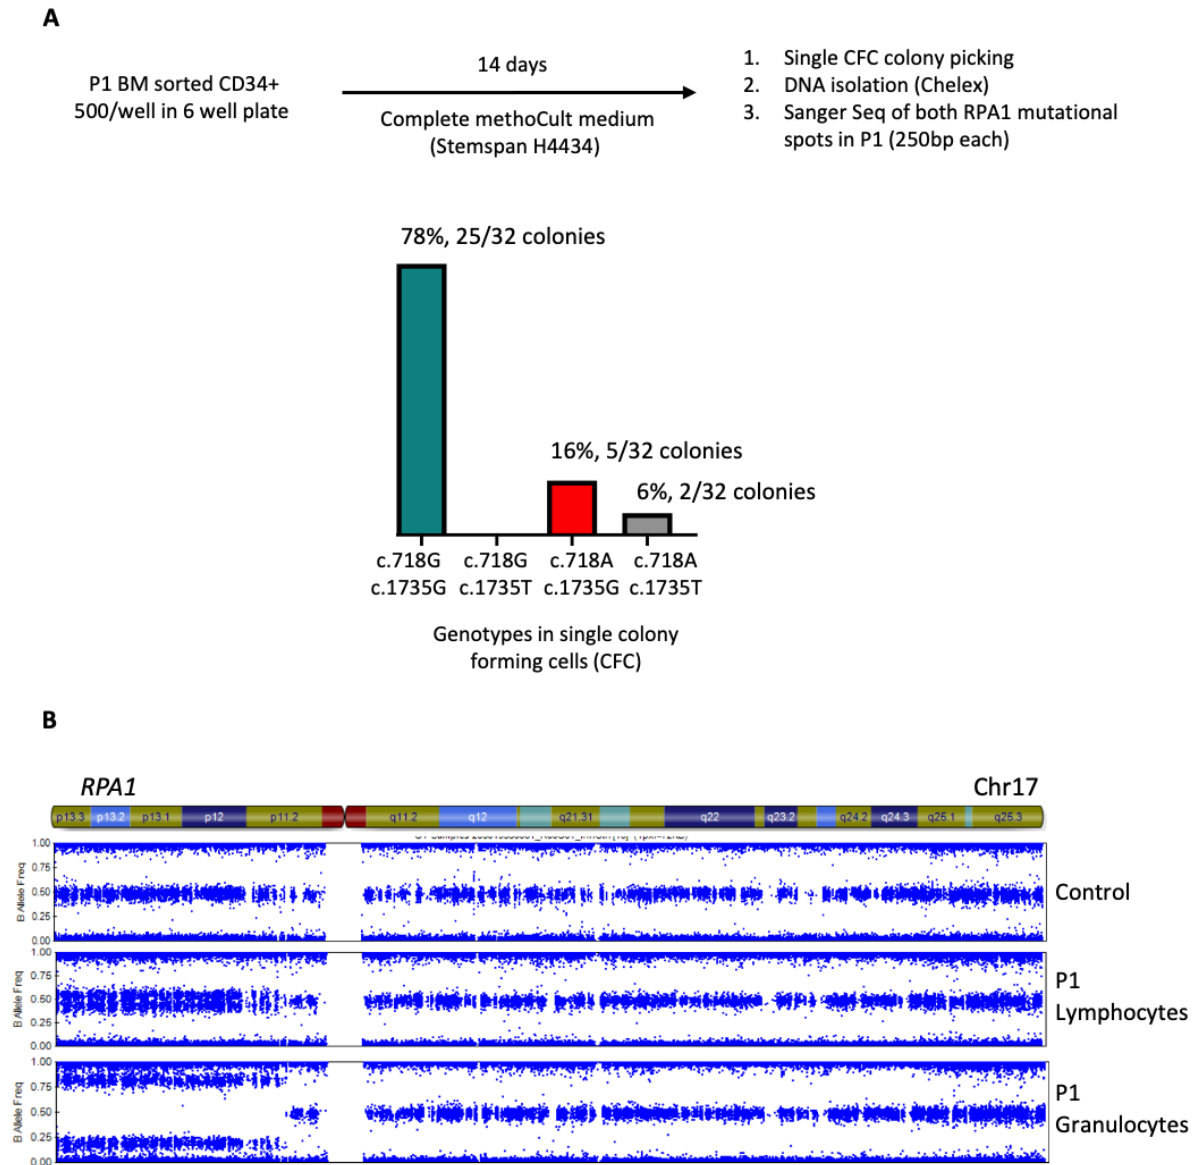 A
P1 BM sorted CD34+
500/well in 6 well plate
14 days
Complete methoCult medium
(Stemspan H4434)
1. Single CFC colony picking
2. DNA isolation (Chelex)
3. Sanger Seq of both RPA1 mutational
spots in P1 (250bp each)
78%, 25/32 colonies
16%, 5/32 colonies
6%, 2/32 colonies
c.718G c.718G c.718A c.718A
c.1735G c.1735T c.1735G c.1735T
Genotypes in single colony
forming cells (CFC)
B
RPA1 Chr17
p13.3 p13.2 p13.1 p12 p11.2 q11.2 q12 q21.31 q22 q23.2 q24.2 q24.3 q25.1 q25.3
1.00
0.75
0.50
0.25
0.00
B Allele Freq
Control
1.00
0.75
0.50
0.25
0.00
B Allele Freq
P1
Lymphocytes
1.00
0.75
0.50
0.25
0.00
B Allele Freq
P1
Granulocytes